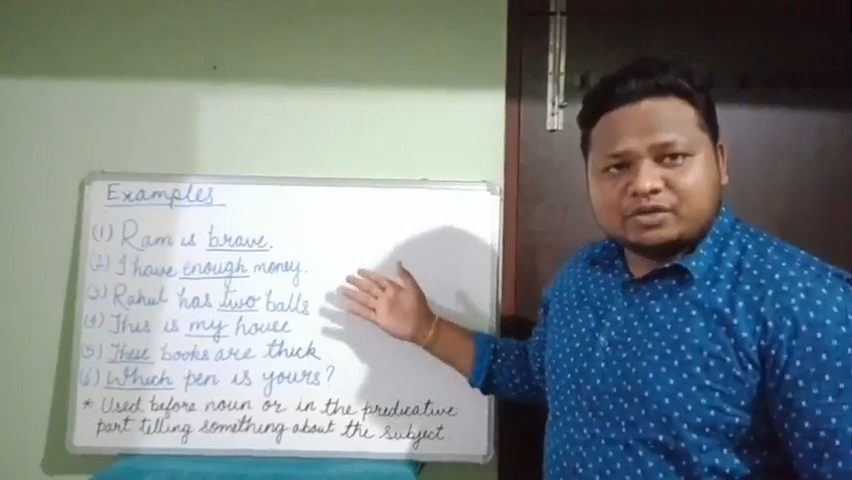 Examples
(1) Ram is brave.
(2) I have enough money.
(3) Rahul has two balls
(4) This is my house
(5) These books are thick
(6) Which pen is yours?
* Used before noun or in the predicative
part telling something about the subject.